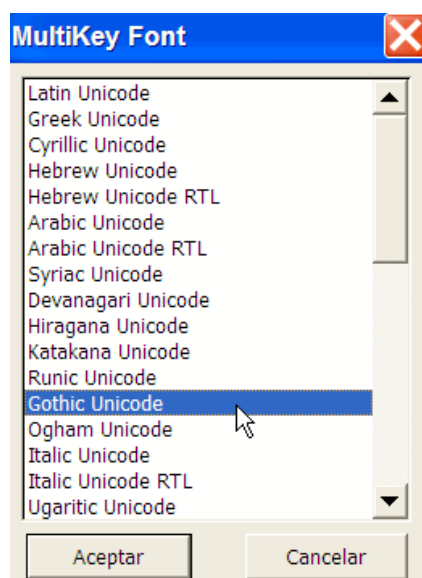 MultiKey Font
Latin Unicode
Greek Unicode
Cyrillic Unicode
Hebrew Unicode
Hebrew Unicode RTL
Arabic Unicode
Arabic Unicode RTL
Syriac Unicode
Devanagari Unicode
Hiragana Unicode
Katakana Unicode
Runic Unicode
Gothic Unicode
Ogham Unicode
Italic Unicode
Italic Unicode RTL
Ugaritic Unicode
Aceptar Cancelar